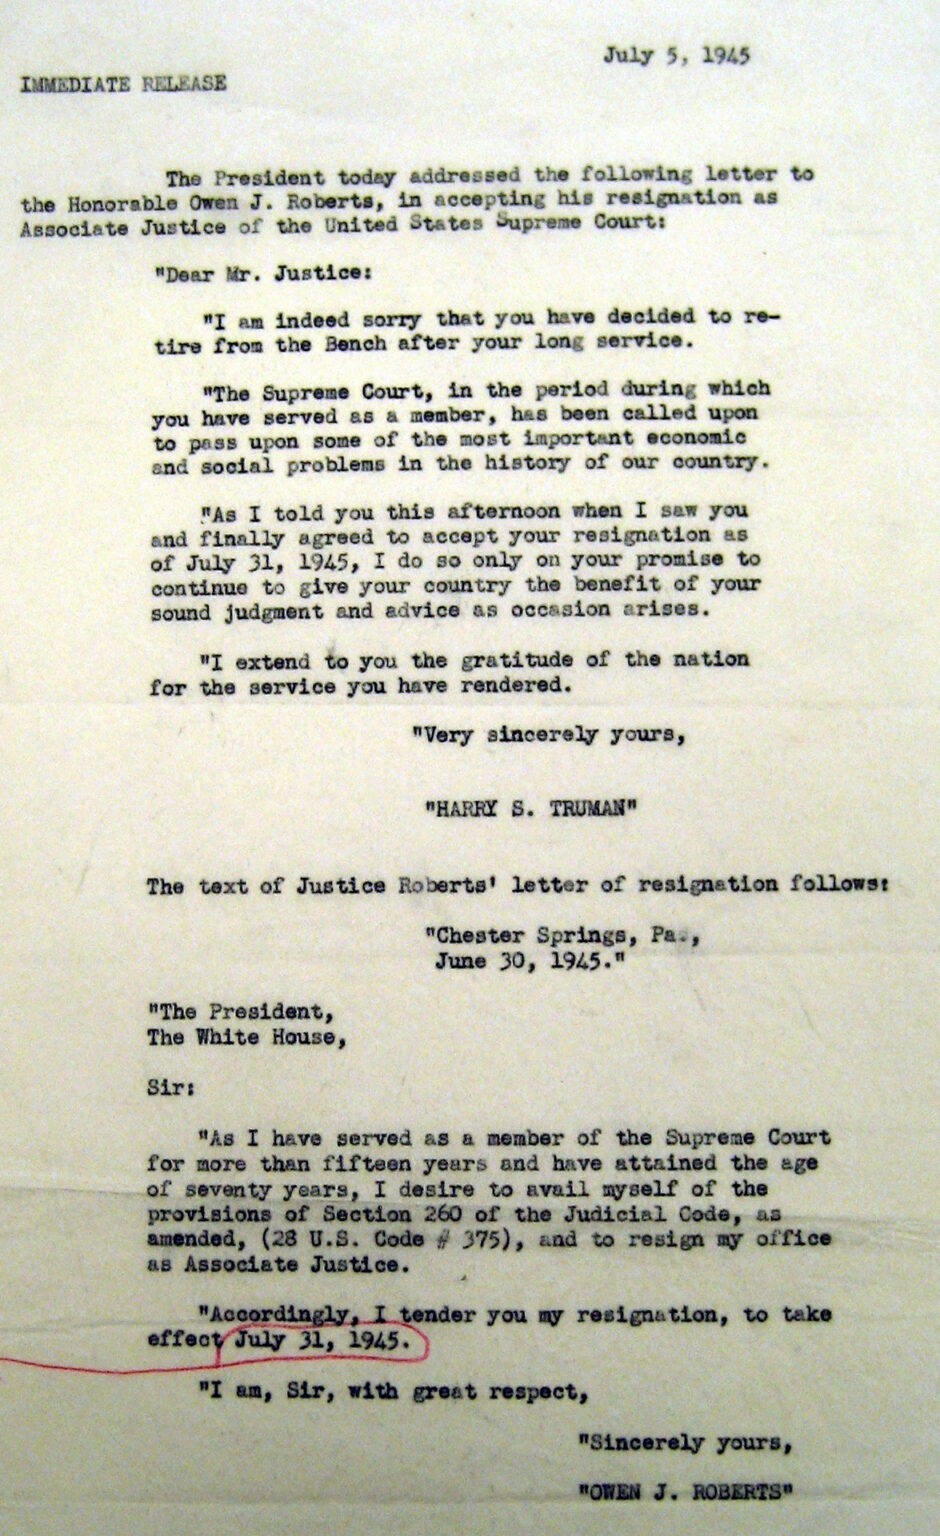 July 5, 1945
IMMEDIATE RELEASE
The President today addressed the following letter to
the Honorable Owen J. Roberts, in accepting his resignation as
Associate Justice of the United States Supreme Court:
"Dear Mr. Justice:
"I am indeed sorry that you have decided to re-
tire from the Bench after your long service.
"The Supreme Court, in the period during which
you have served as a member, has been called upon
to pass upon some of the most important economic
and social problems in the history of our country.
"As I told you this afternoon when I saw you
and finally agreed to accept your resignation as
of July 31, 1945, I do so only on your promise to
continue to give your country the benefit of your
sound judgment and advice as occasion arises.
"I extend to you the gratitude of the nation
for the service you have rendered.
"Very sincerely yours,
"HARRY S. TRUMAN"
The text of Justice Roberts' letter of resignation follows:
"Chester Springs, Pa.,
June 30, 1945."
"The President,
The White House,
Sir:
"As I have served as a member of the Supreme Court
for more than fifteen years and have attained the age
of seventy years, I desire to avail myself of the
provisions of Section 260 of the Judicial Code, as
amended, (28 U.S. Code # 375), and to resign my office
as Associate Justice.
"Accordingly, I tender you my resignation, to take
effect July 31, 1945.
"I am, Sir, with great respect,
"Sincerely yours,
"OWEN J. ROBERTS"